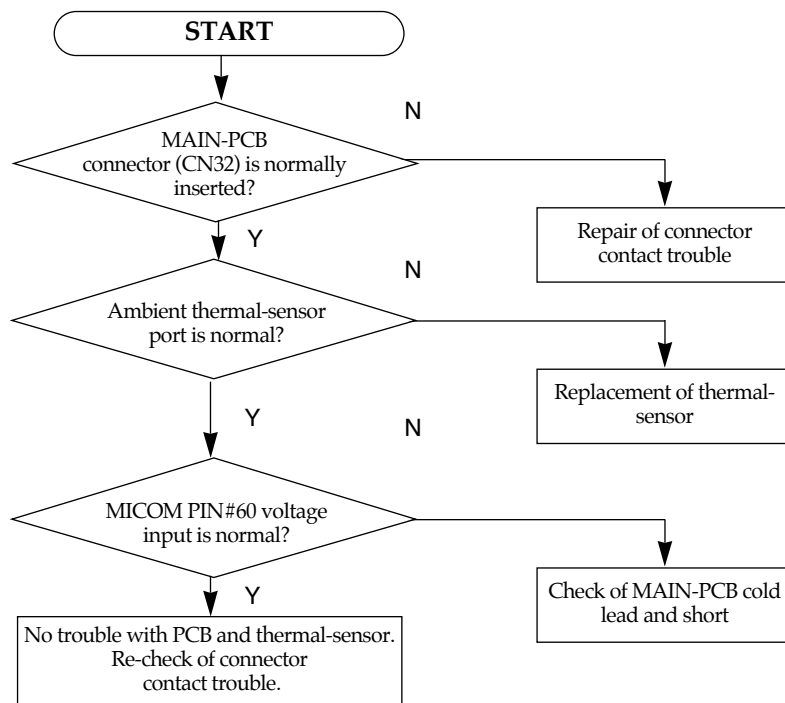 START
N
MAIN-PCB
connector (CN32) is normally
inserted?
Repair of connector
contact trouble
Y
N
Ambient thermal-sensor
port is normal?
Replacement of thermal-
sensor
Y
N
MICOM PIN#60 voltage
input is normal?
Check of MAIN-PCB cold
lead and short
Y
No trouble with PCB and thermal-sensor.
Re-check of connector
contact trouble.